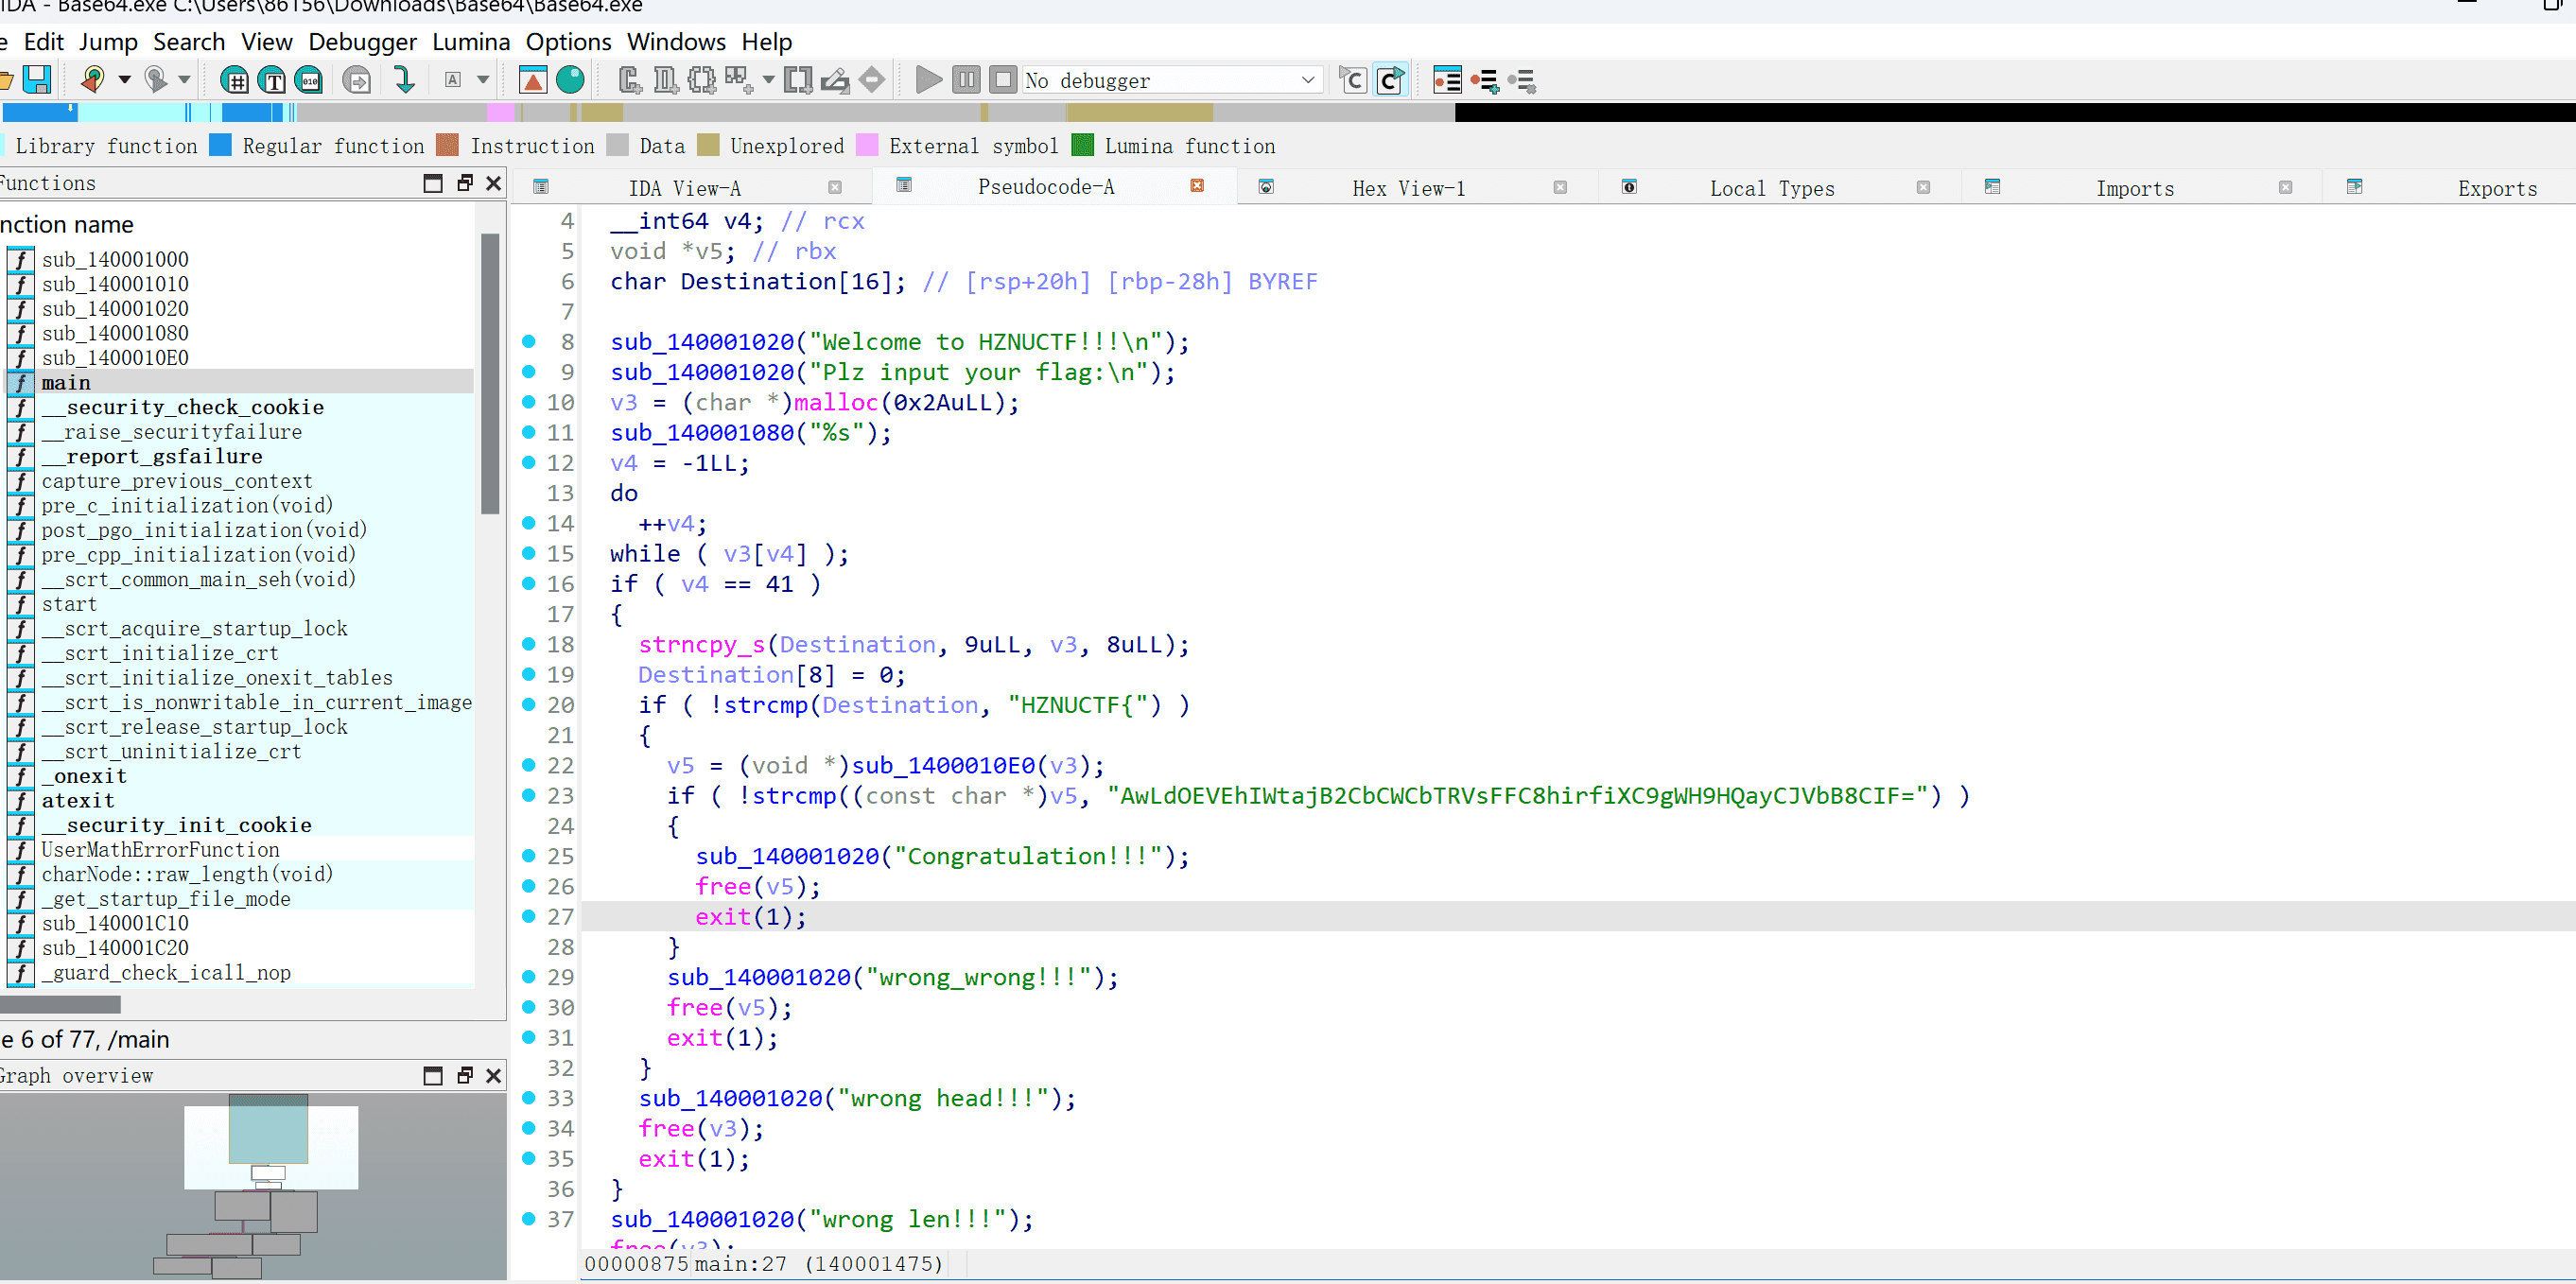 IDA - Base64.exe C:\Users\86156\Downloads\Base64\Base64.exe
Edit Jump Search View Debugger Lumina Options Windows Help
No debugger
Library function Regular function Instruction Data Unexplored External symbol Lumina function
Functions
IDA View-A Pseudocode-A Hex View-1 Local Types Imports Exports
nction name
sub_140001000
sub_140001010
sub_140001020
sub_140001080
sub_1400010E0
main
__security_check_cookie
__raise_securityfailure
__report_gsfailure
capture_previous_context
pre_c_initialization(void)
post_pgo_initialization(void)
pre_cpp_initialization(void)
__scrt_common_main_seh(void)
start
__scrt_acquire_startup_lock
__scrt_initialize_crt
__scrt_initialize_onexit_tables
__scrt_is_nonwritable_in_current_image
__scrt_release_startup_lock
__scrt_uninitialize_crt
_onexit
atexit
__security_init_cookie
UserMathErrorFunction
charNode::raw_length(void)
_get_startup_file_mode
sub_140001C10
sub_140001C20
_guard_check_icall_nop
e 6 of 77, /main
Graph overview
4 __int64 v4; // rcx
5 void *v5; // rbx
6 char Destination[16]; // [rsp+20h] [rbp-28h] BYREF
7
8 sub_140001020("Welcome to HZNUCTF!!!\n");
9 sub_140001020("Plz input your flag:\n");
10 v3 = (char *)malloc(0x2AuLL);
11 sub_140001080("%s");
12 v4 = -1LL;
13 do
14 ++v4;
15 while ( v3[v4] );
16 if ( v4 == 41 )
17 {
18 strncpy_s(Destination, 9uLL, v3, 8uLL);
19 Destination[8] = 0;
20 if ( !strcmp(Destination, "HZNUCTF{") )
21 {
22 v5 = (void *)sub_1400010E0(v3);
23 if ( !strcmp((const char *)v5, "AwLdOEVEhIWtajB2CbCWCbTRVsFFC8hirfiXC9gWH9HQayCJVbB8CIF=") )
24 {
25 sub_140001020("Congratulation!!!");
26 free(v5);
27 exit(1);
28 }
29 sub_140001020("wrong_wrong!!!");
30 free(v5);
31 exit(1);
32 }
33 sub_140001020("wrong head!!!");
34 free(v3);
35 exit(1);
36 }
37 sub_140001020("wrong len!!!");
free(v3);
00000875 main:27 (140001475)